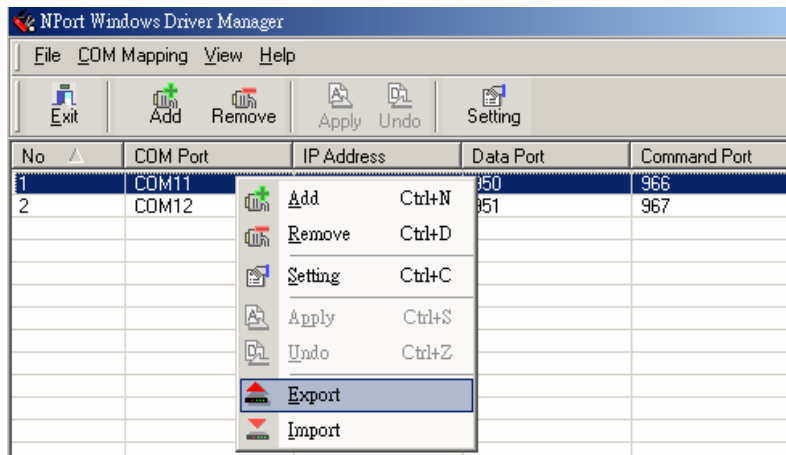 NPort Windows Driver Manager
File COM Mapping View Help
Exit Add Remove Apply Undo Setting
No COM Port IP Address Data Port Command Port
1 COM11 950 966
2 COM12 951 967
Add Ctrl+N
Remove Ctrl+D
Setting Ctrl+C
Apply Ctrl+S
Undo Ctrl+Z
Export
Import